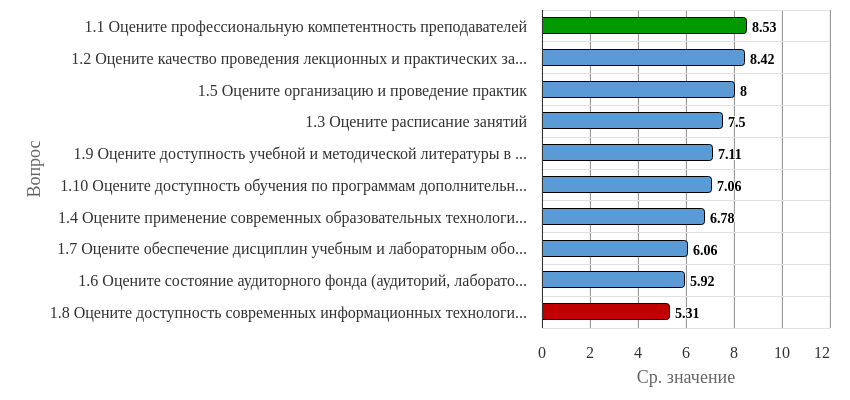 1.1 Оцените профессиональную компетентность преподавателей 8.53
1.2 Оцените качество проведения лекционных и практических за... 8.42
1.5 Оцените организацию и проведение практик 8
1.3 Оцените расписание занятий 7.5
1.9 Оцените доступность учебной и методической литературы в ... 7.11
1.10 Оцените доступность обучения по программам дополнительн... 7.06
1.4 Оцените применение современных образовательных технологи... 6.78
1.7 Оцените обеспечение дисциплин учебным и лабораторным обо... 6.06
1.6 Оцените состояние аудиторного фонда (аудиторий, лаборато... 5.92
1.8 Оцените доступность современных информационных технологи... 5.31
Вопрос
0 2 4 6 8 10 12
Ср. значение